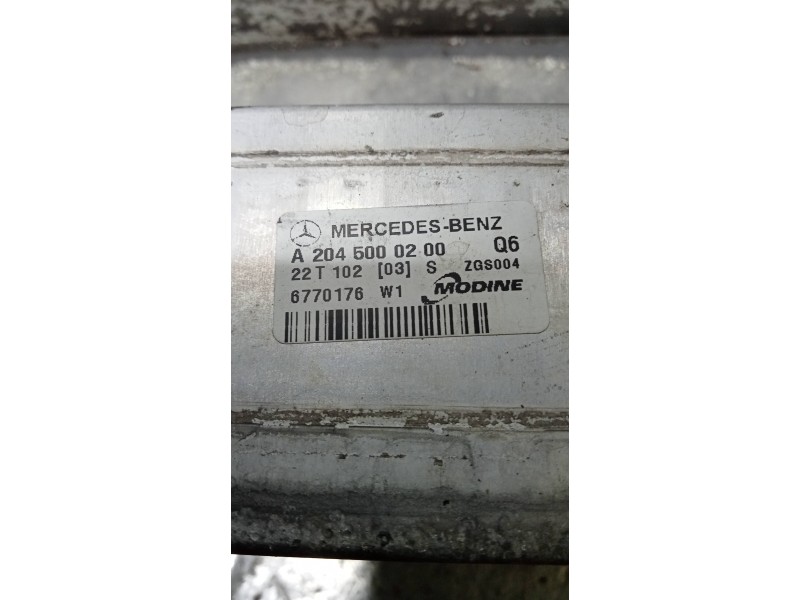 MERCEDES-BENZ
A 204 500 02 00 Q6
22 T 102 [03] S ZGS004
6770176 W1 MODINE